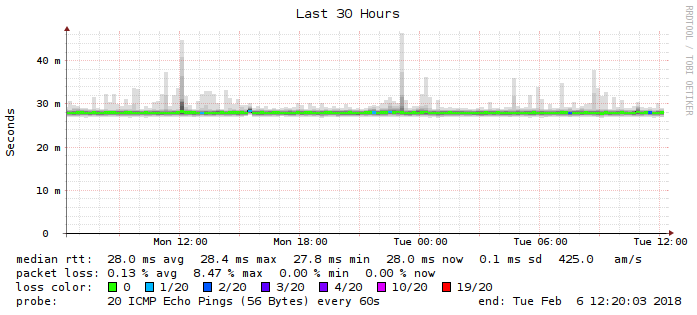 Last 30 Hours
RRDTOOL / TOBI OETIKER
Seconds
40 m
30 m
20 m
10 m
0
Mon 12:00 Mon 18:00 Tue 00:00 Tue 06:00 Tue 12:00
median rtt: 28.0 ms avg 28.4 ms max 27.8 ms min 28.0 ms now 0.1 ms sd 425.0 am/s
packet loss: 0.13 % avg 8.47 % max 0.00 % min 0.00 % now
loss color: 0 1/20 2/20 3/20 4/20 10/20 19/20
probe: 20 ICMP Echo Pings (56 Bytes) every 60s end: Tue Feb 6 12:20:03 2018